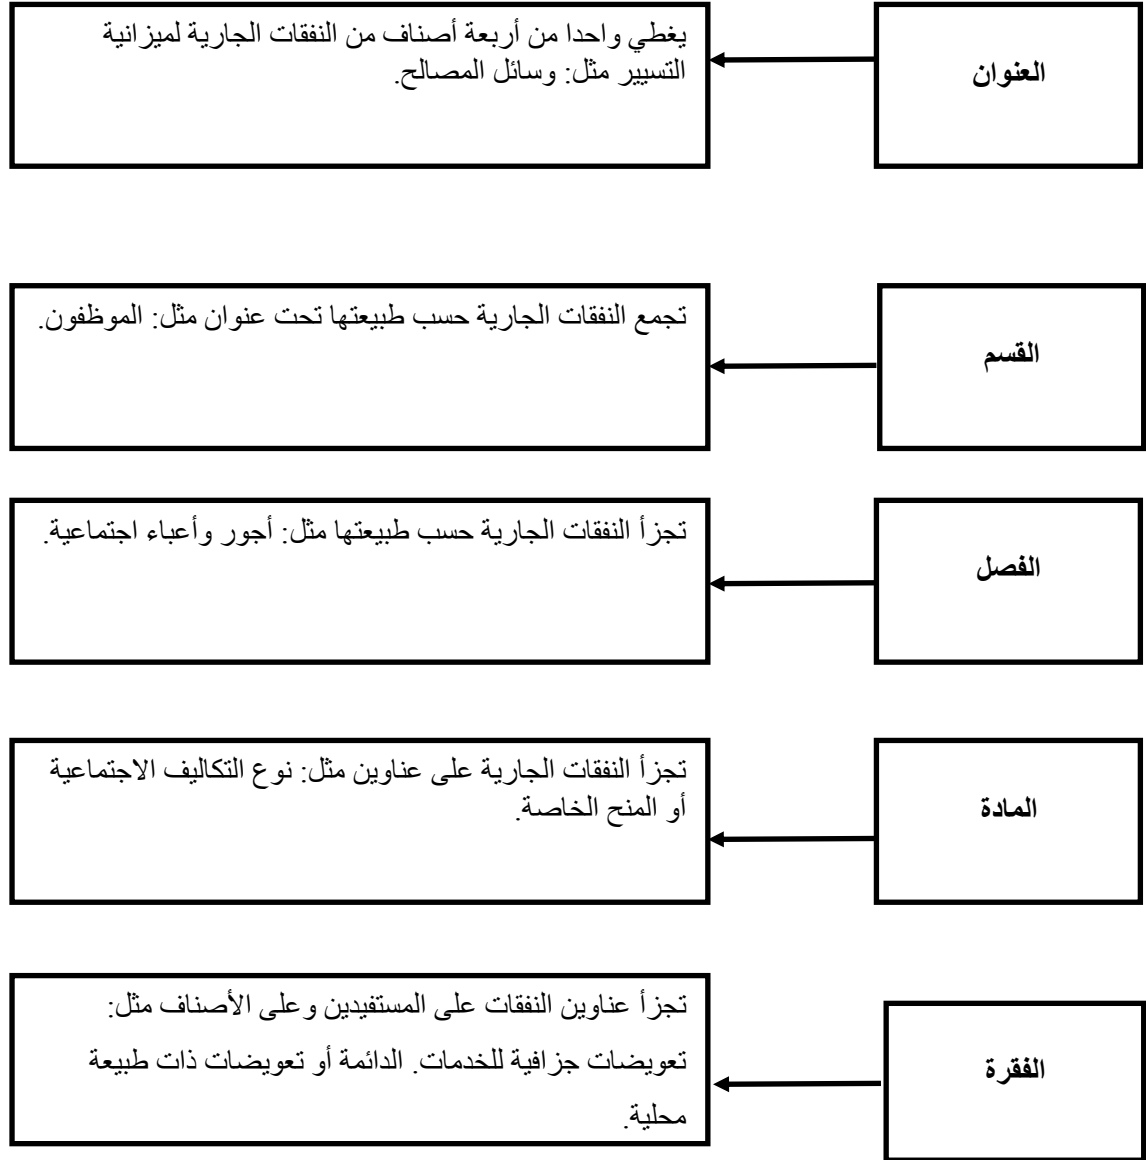 العنوان
يغطي واحدا من أربعة أصناف من النفقات الجارية لميزانية
التسيير مثل: وسائل المصالح.
القسم
تجمع النفقات الجارية حسب طبيعتها تحت عنوان مثل: الموظفون.
الفصل
تجزأ النفقات الجارية حسب طبيعتها مثل: أجور وأعباء اجتماعية.
المادة
تجزأ النفقات الجارية على عناوين مثل: نوع التكاليف الاجتماعية
أو المنح الخاصة.
الفقرة
تجزأ عناوين النفقات على المستفيدين وعلى الأصناف مثل:
تعويضات جزافية للخدمات. الدائمة أو تعويضات ذات طبيعة
محلية.